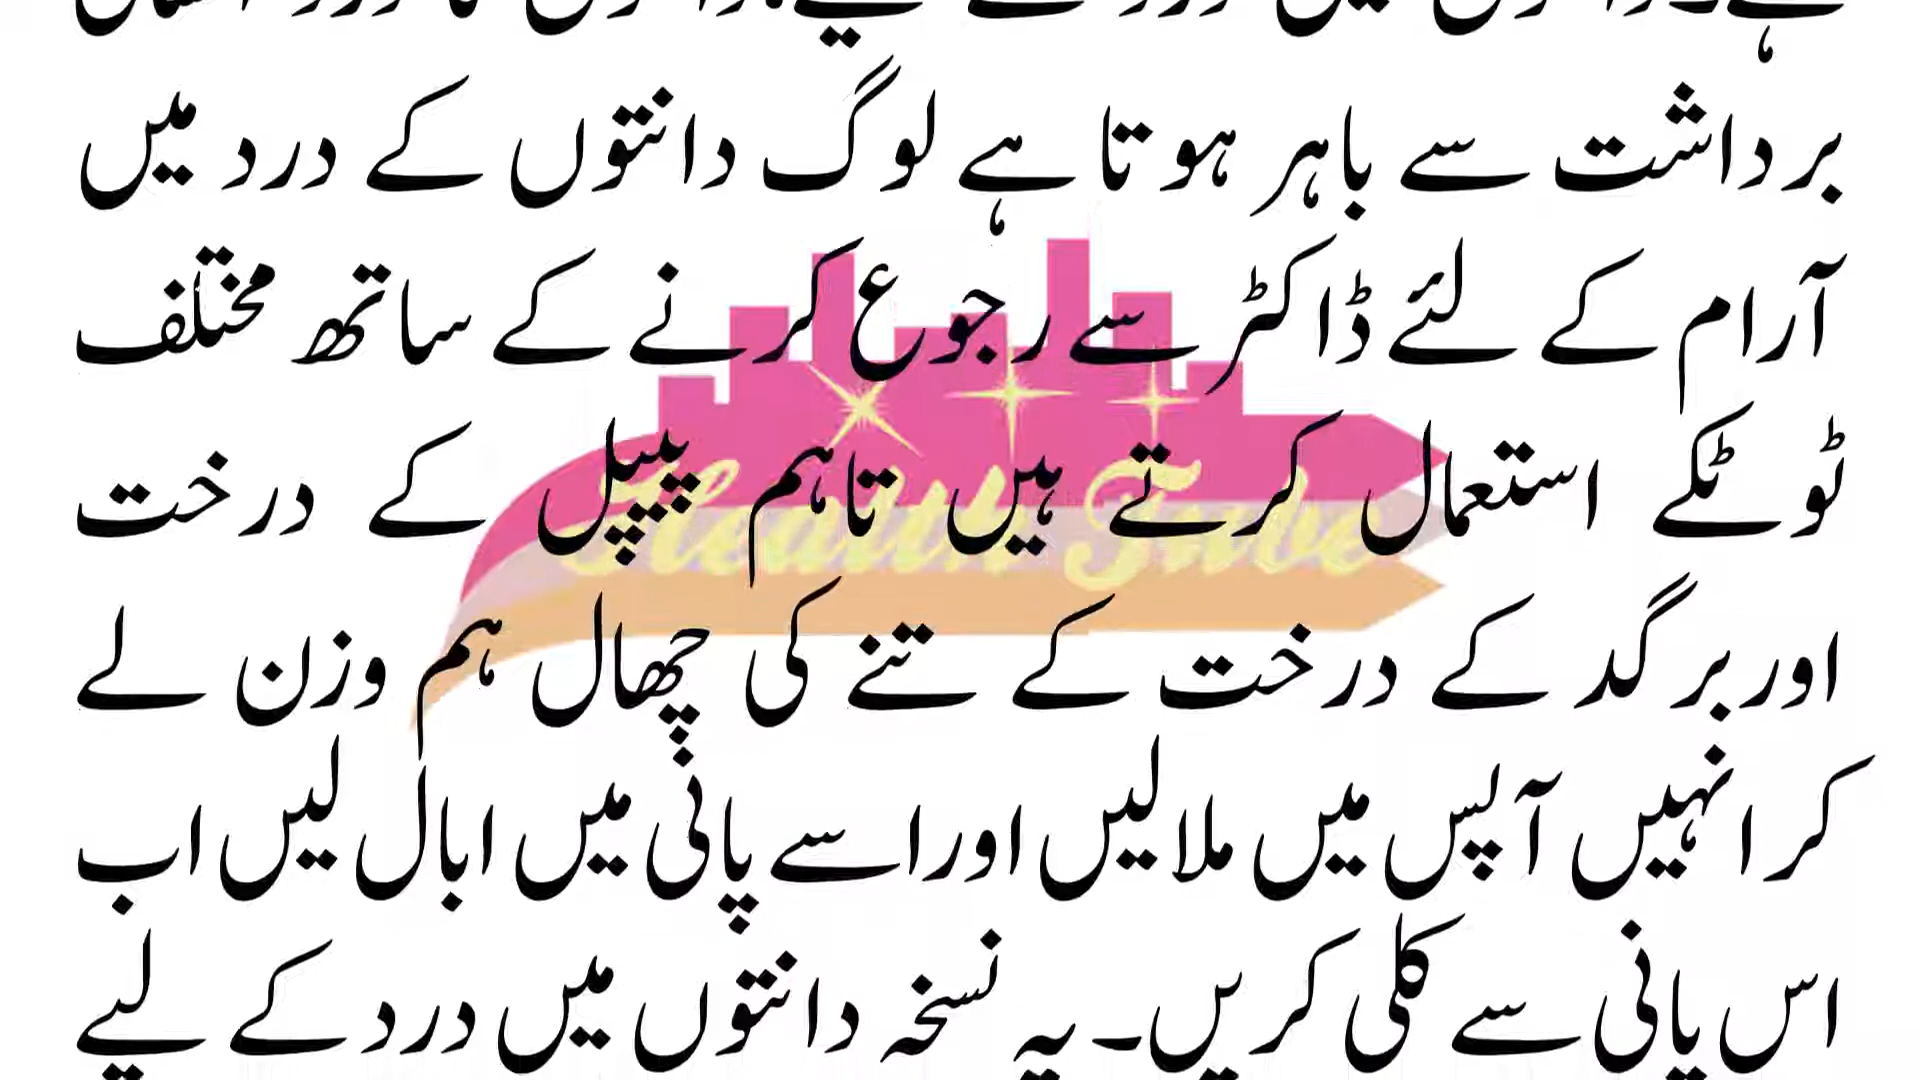 برداشت سے باہر ہوتا ہے لوگ دانتوں کے درد میں
آرام کے لئے ڈاکٹر سے رجوع کرنے کے ساتھ مختلف
ٹوٹکے استعمال کرتے ہیں تاہم پیپل کے درخت
Health Tube
اور برگد کے درخت کے تنے کی چھال ہم وزن لے
کر انہیں آپس میں ملا لیں اور اسے پانی میں ابال لیں اب
اس پانی سے کلی کریں۔ یہ نسخہ دانتوں میں درد کے لیے